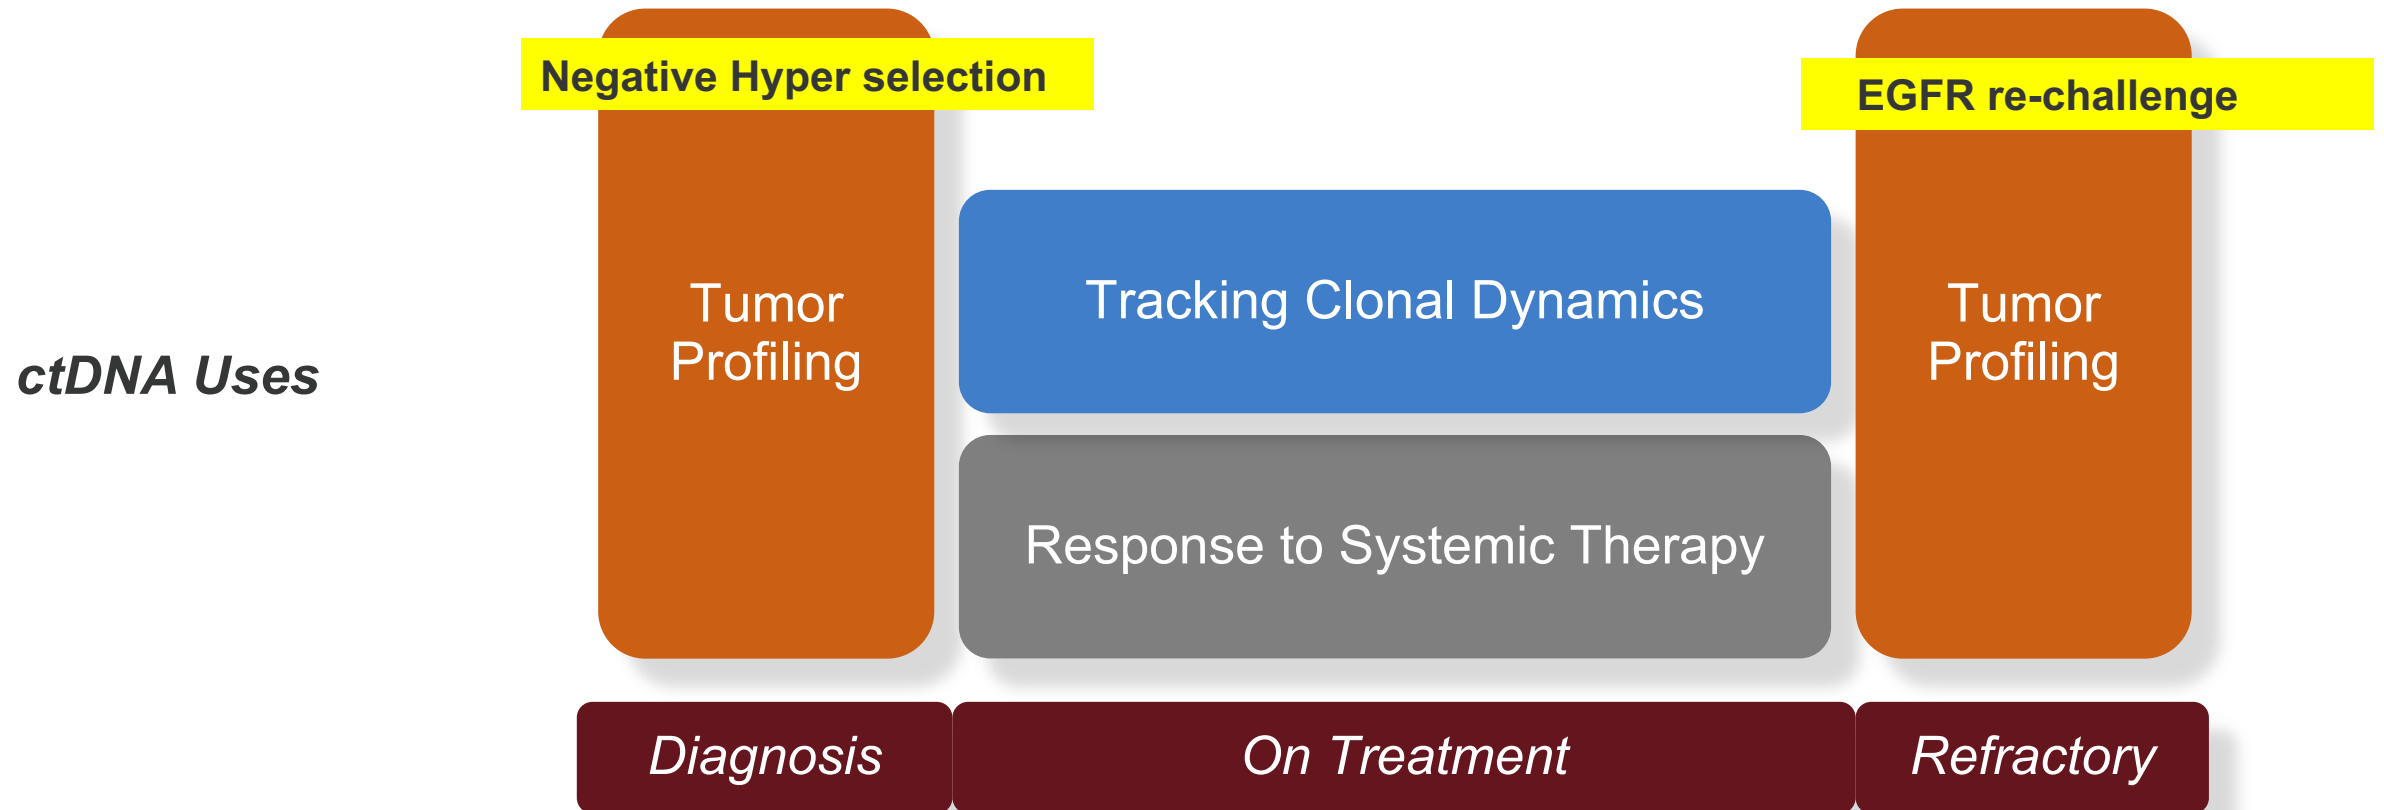 Negative Hyper selection
EGFR re-challenge
ctDNA Uses
Tumor
Profiling
Tracking Clonal Dynamics
Response to Systemic Therapy
Tumor
Profiling
Diagnosis
On Treatment
Refractory